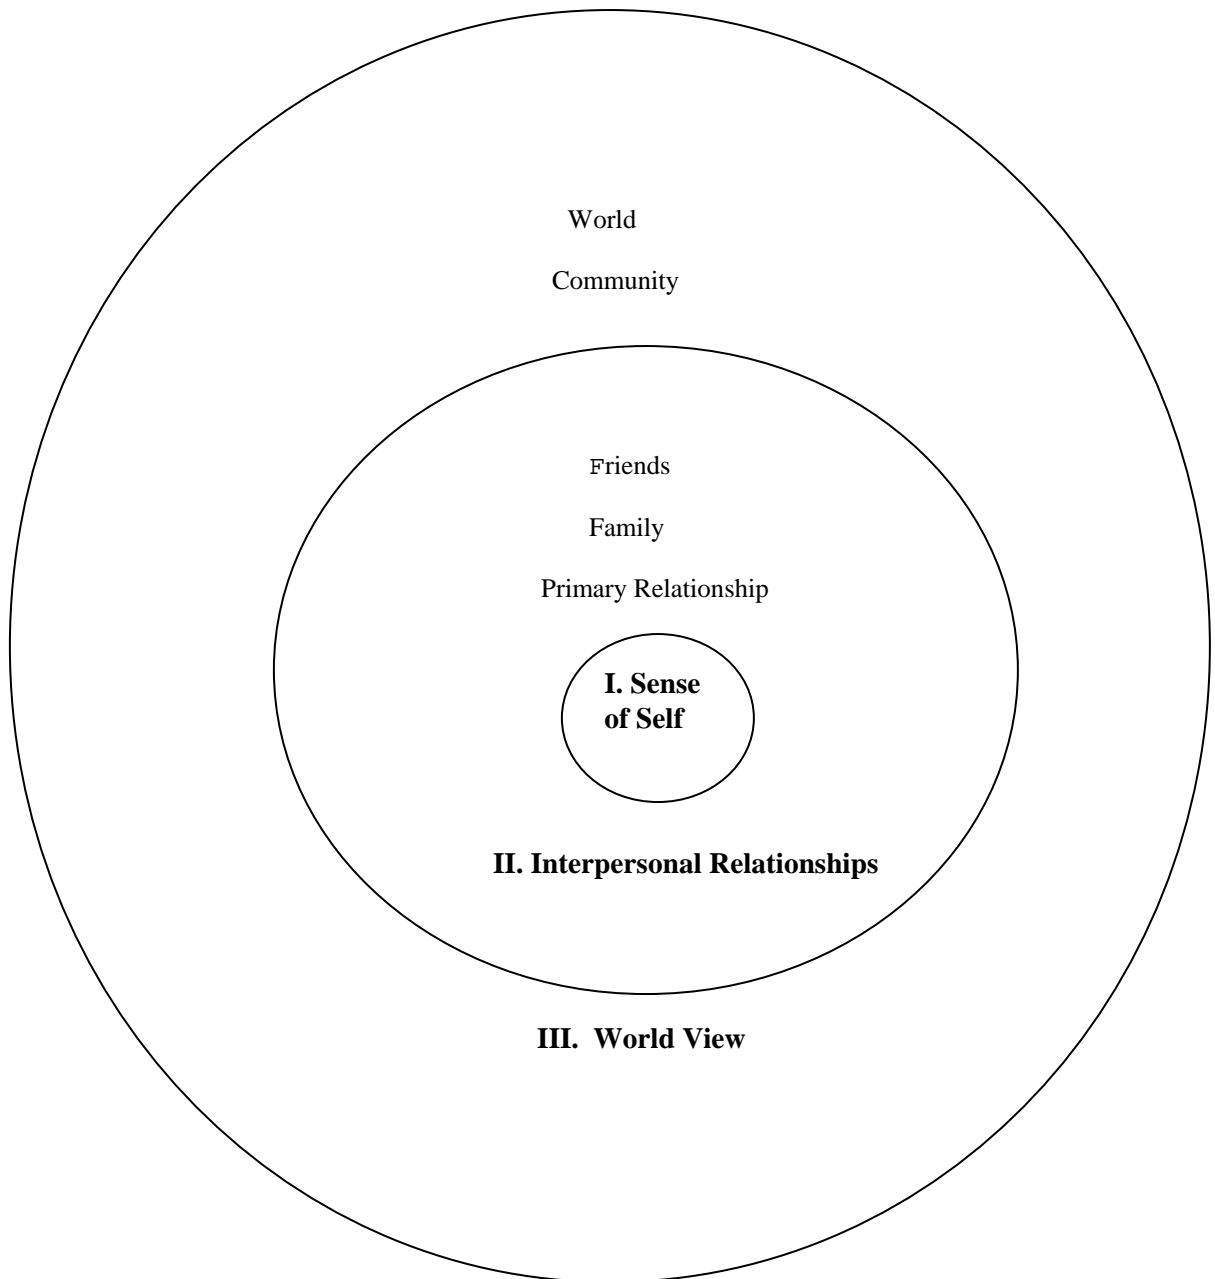 World
Community
Friends
Family
Primary Relationship
I. Sense
of Self
II. Interpersonal Relationships
III.  World View